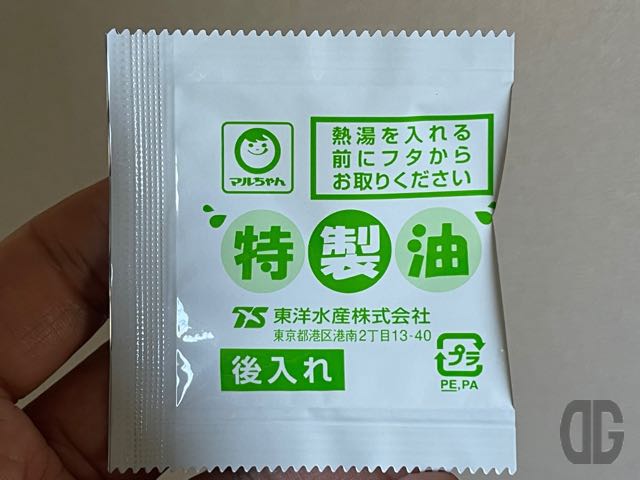 マルちゃん
熱湯を入れる
前にフタから
お取りください
特製油
TS 東洋水産株式会社
東京都港区港南2丁目13-40
後入れ
プラ
PE,PA
DG